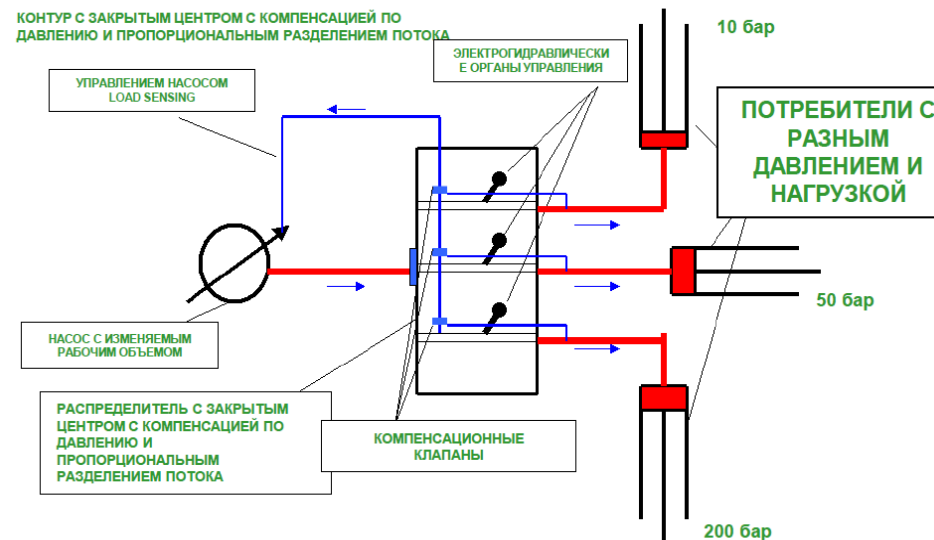 КОНТУР С ЗАКРЫТЫМ ЦЕНТРОМ С КОМПЕНСАЦИЕЙ ПО
ДАВЛЕНИЮ И ПРОПОРЦИОНАЛЬНЫМ РАЗДЕЛЕНИЕМ ПОТОКА
10 бар
ЭЛЕКТРОГИДРАВЛИЧЕСКИ
Е ОРГАНЫ УПРАВЛЕНИЯ
УПРАВЛЕНИЕМ НАСОСОМ
LOAD SENSING
ПОТРЕБИТЕЛИ С
РАЗНЫМ
ДАВЛЕНИЕМ И
НАГРУЗКОЙ
50 бар
НАСОС С ИЗМЕНЯЕМЫМ
РАБОЧИМ ОБЪЕМОМ
РАСПРЕДЕЛИТЕЛЬ С ЗАКРЫТЫМ
ЦЕНТРОМ С КОМПЕНСАЦИЕЙ ПО
ДАВЛЕНИЮ И
ПРОПОРЦИОНАЛЬНЫМ
РАЗДЕЛЕНИЕМ ПОТОКА
КОМПЕНСАЦИОННЫЕ
КЛАПАНЫ
200 бар